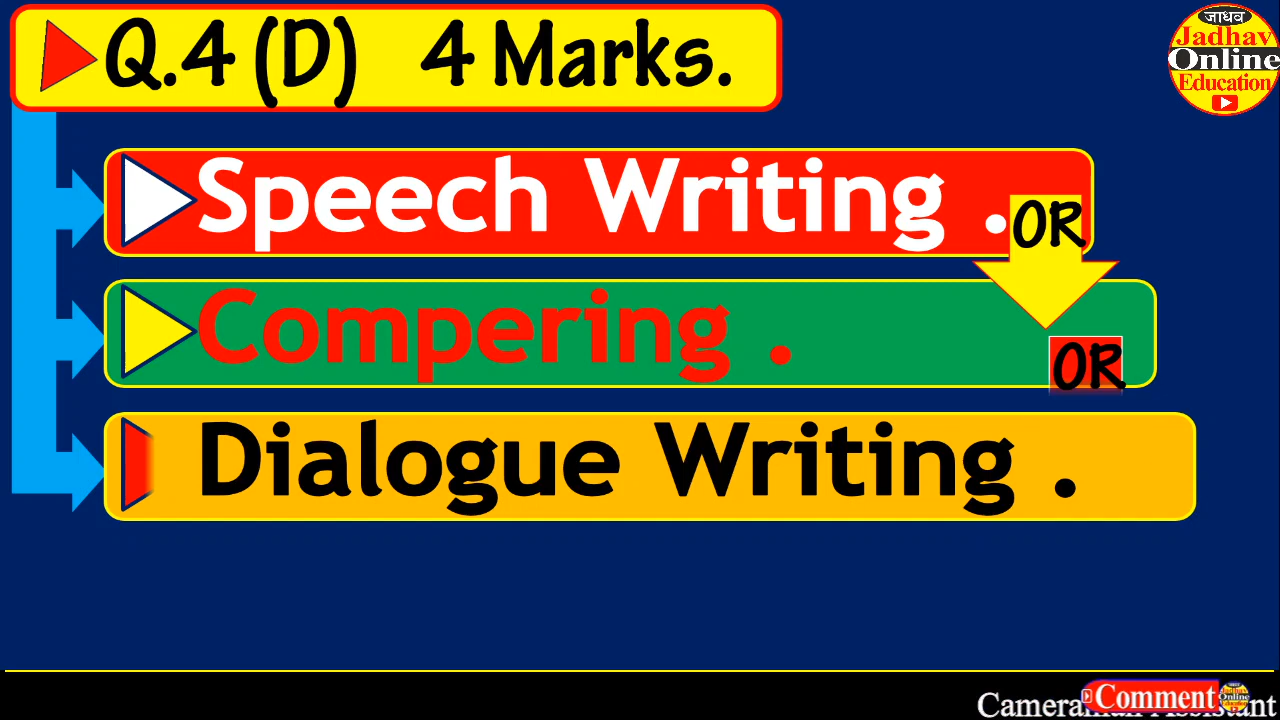 Q.4 (D) 4 Marks.
जाधव
Jadhav
Online
Education
Speech Writing .
OR
Compering .
OR
Dialogue Writing .
Comment